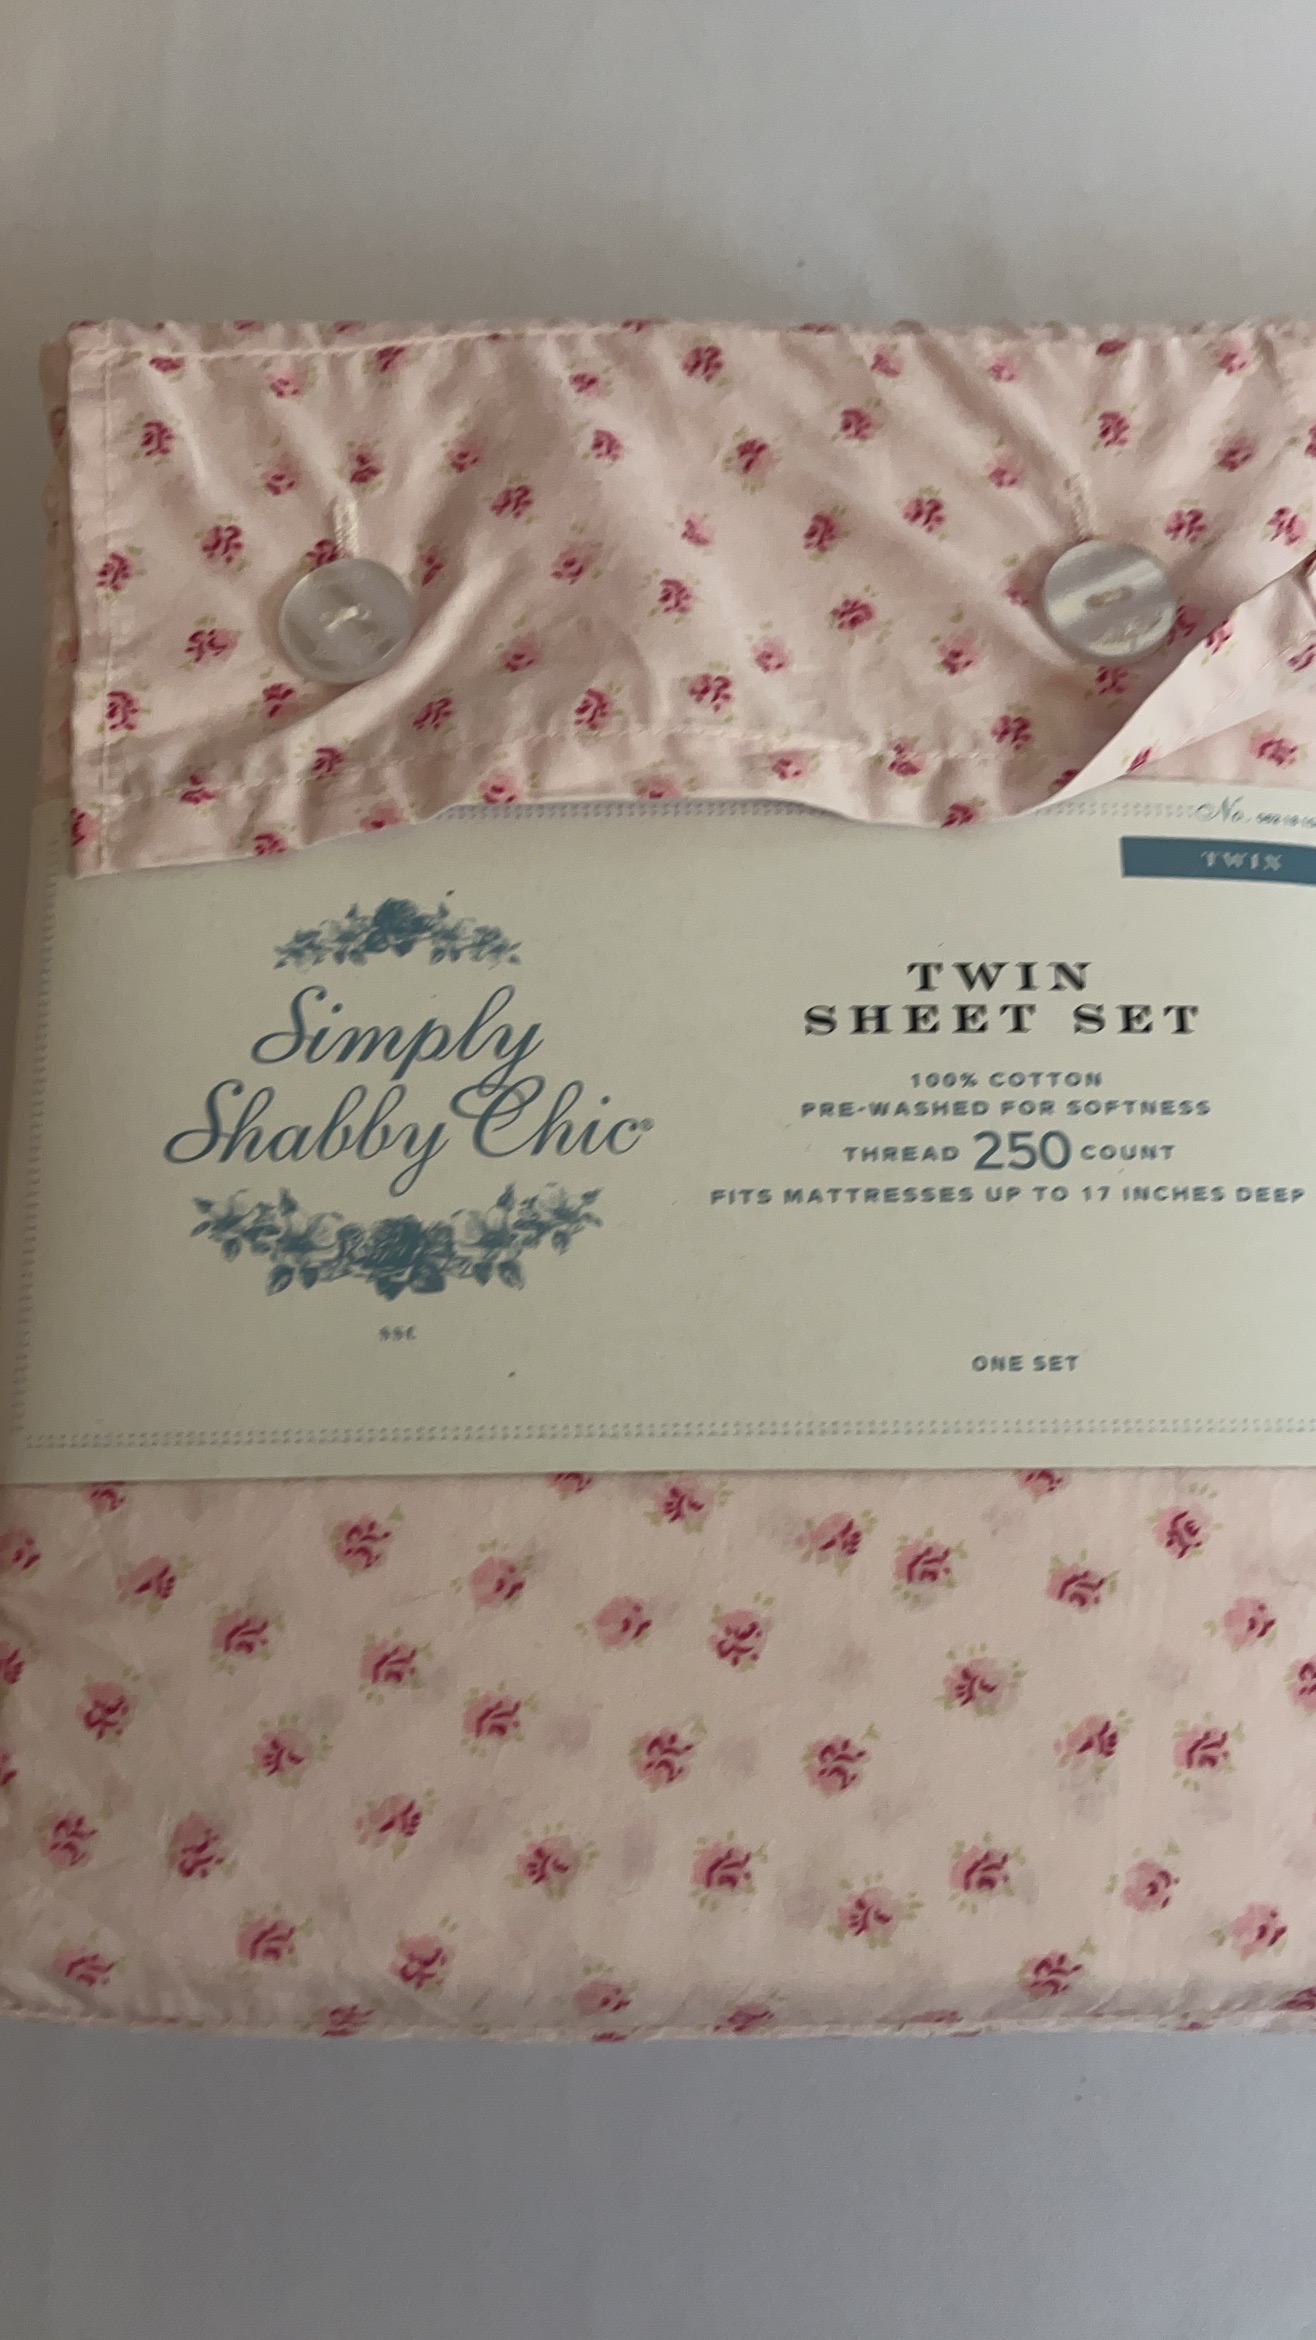 No.
TWIN
Simply
Shabby Chic®
SSC
TWIN
SHEET SET
100% COTTON
PRE-WASHED FOR SOFTNESS
THREAD 250 COUNT
FITS MATTRESSES UP TO 17 INCHES DEEP
ONE SET